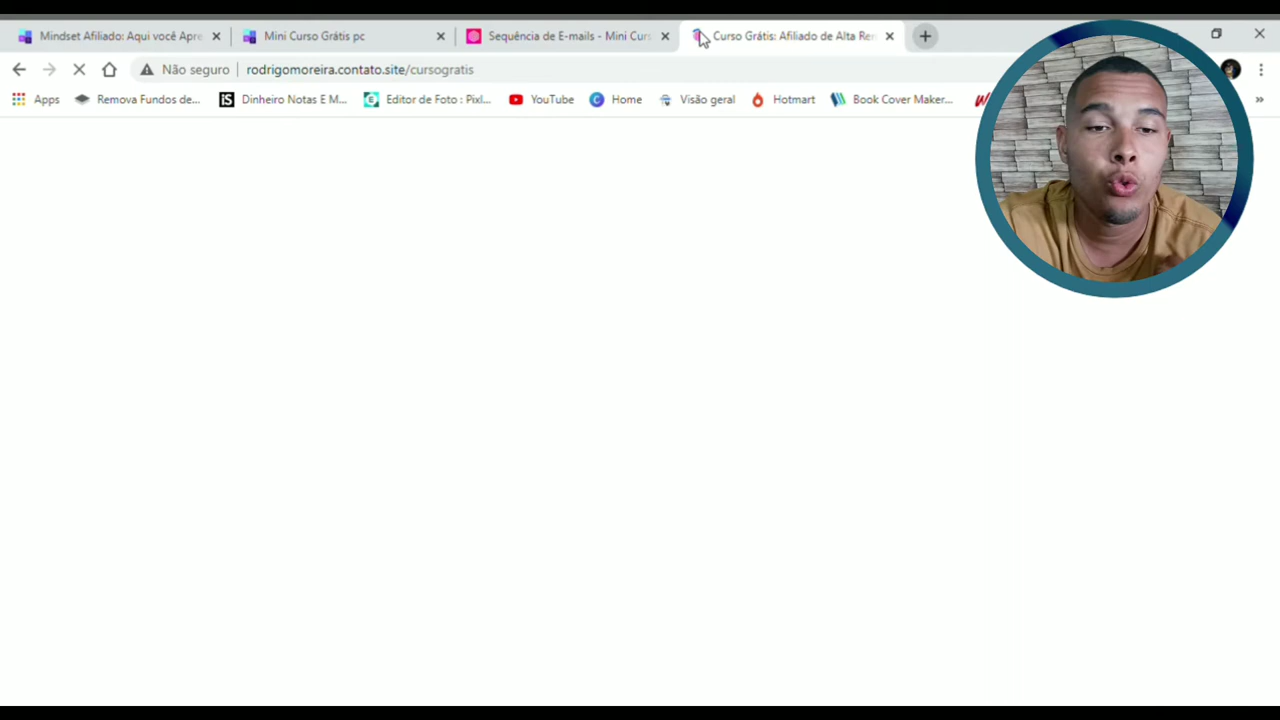 Mindset Afiliado: Aqui você Apre
Mini Curso Grátis pc
Sequência de E-mails - Mini Curs
Curso Grátis: Afiliado de Alta Ren
Não seguro
rodrigomoreira.contato.site/cursogratis
Apps
Remova Fundos de...
Dinheiro Notas E M...
Editor de Foto : Pixl...
YouTube
Home
Visão geral
Hotmart
Book Cover Maker...